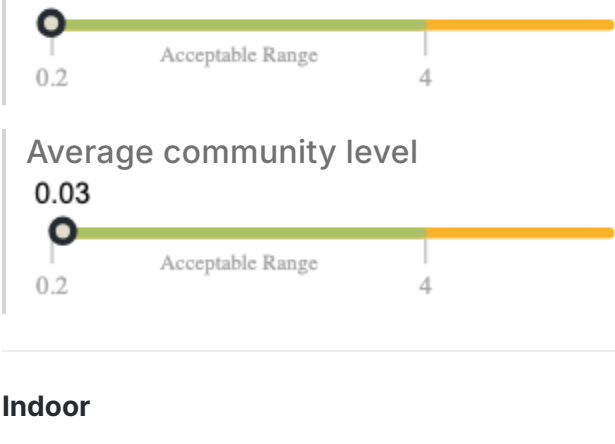 Acceptable Range
0.2 4
Average community level
0.03
Acceptable Range
0.2 4
Indoor